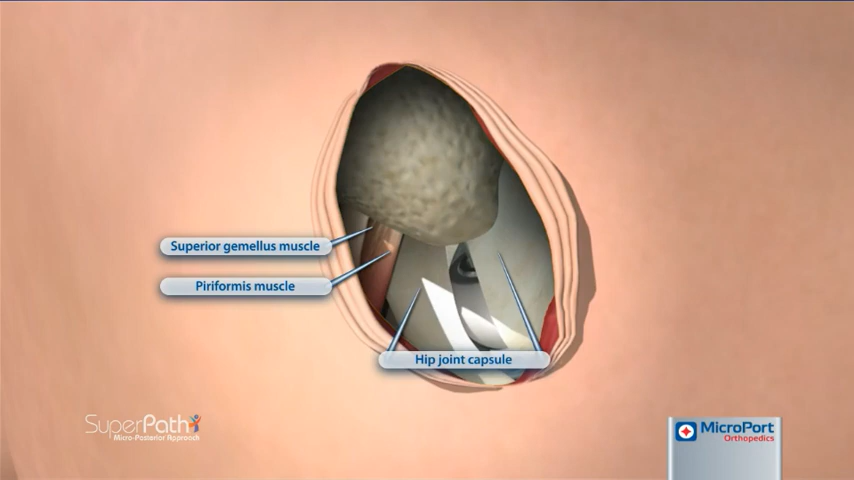 Superior gemellus muscle
Piriformis muscle
Hip joint capsule
SuperPath
Micro-Posterior Approach
MicroPort
Orthopedics